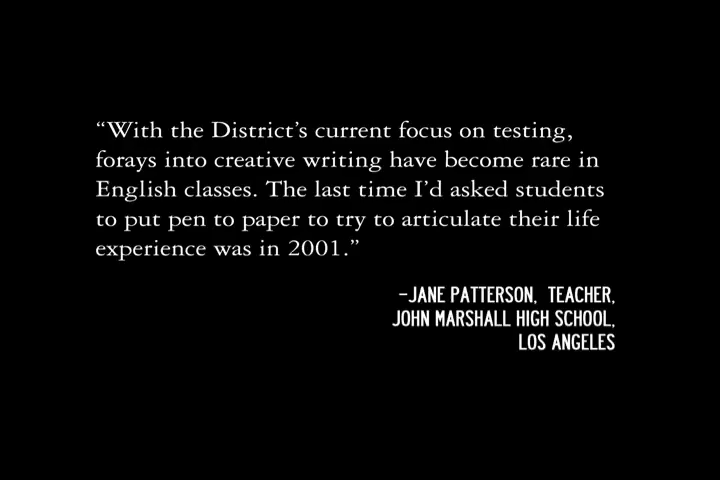 “With the District’s current focus on testing,
forays into creative writing have become rare in
English classes. The last time I’d asked students
to put pen to paper to try to articulate their life
experience was in 2001.”
–JANE PATTERSON, TEACHER,
JOHN MARSHALL HIGH SCHOOL,
LOS ANGELES